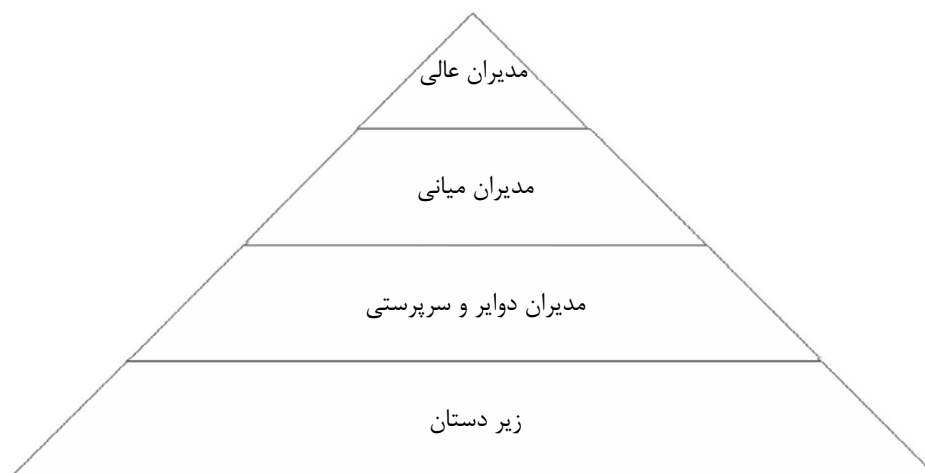 مدیران عالی
مدیران میانی
مدیران دوایر و سرپرستی
زیر دستان